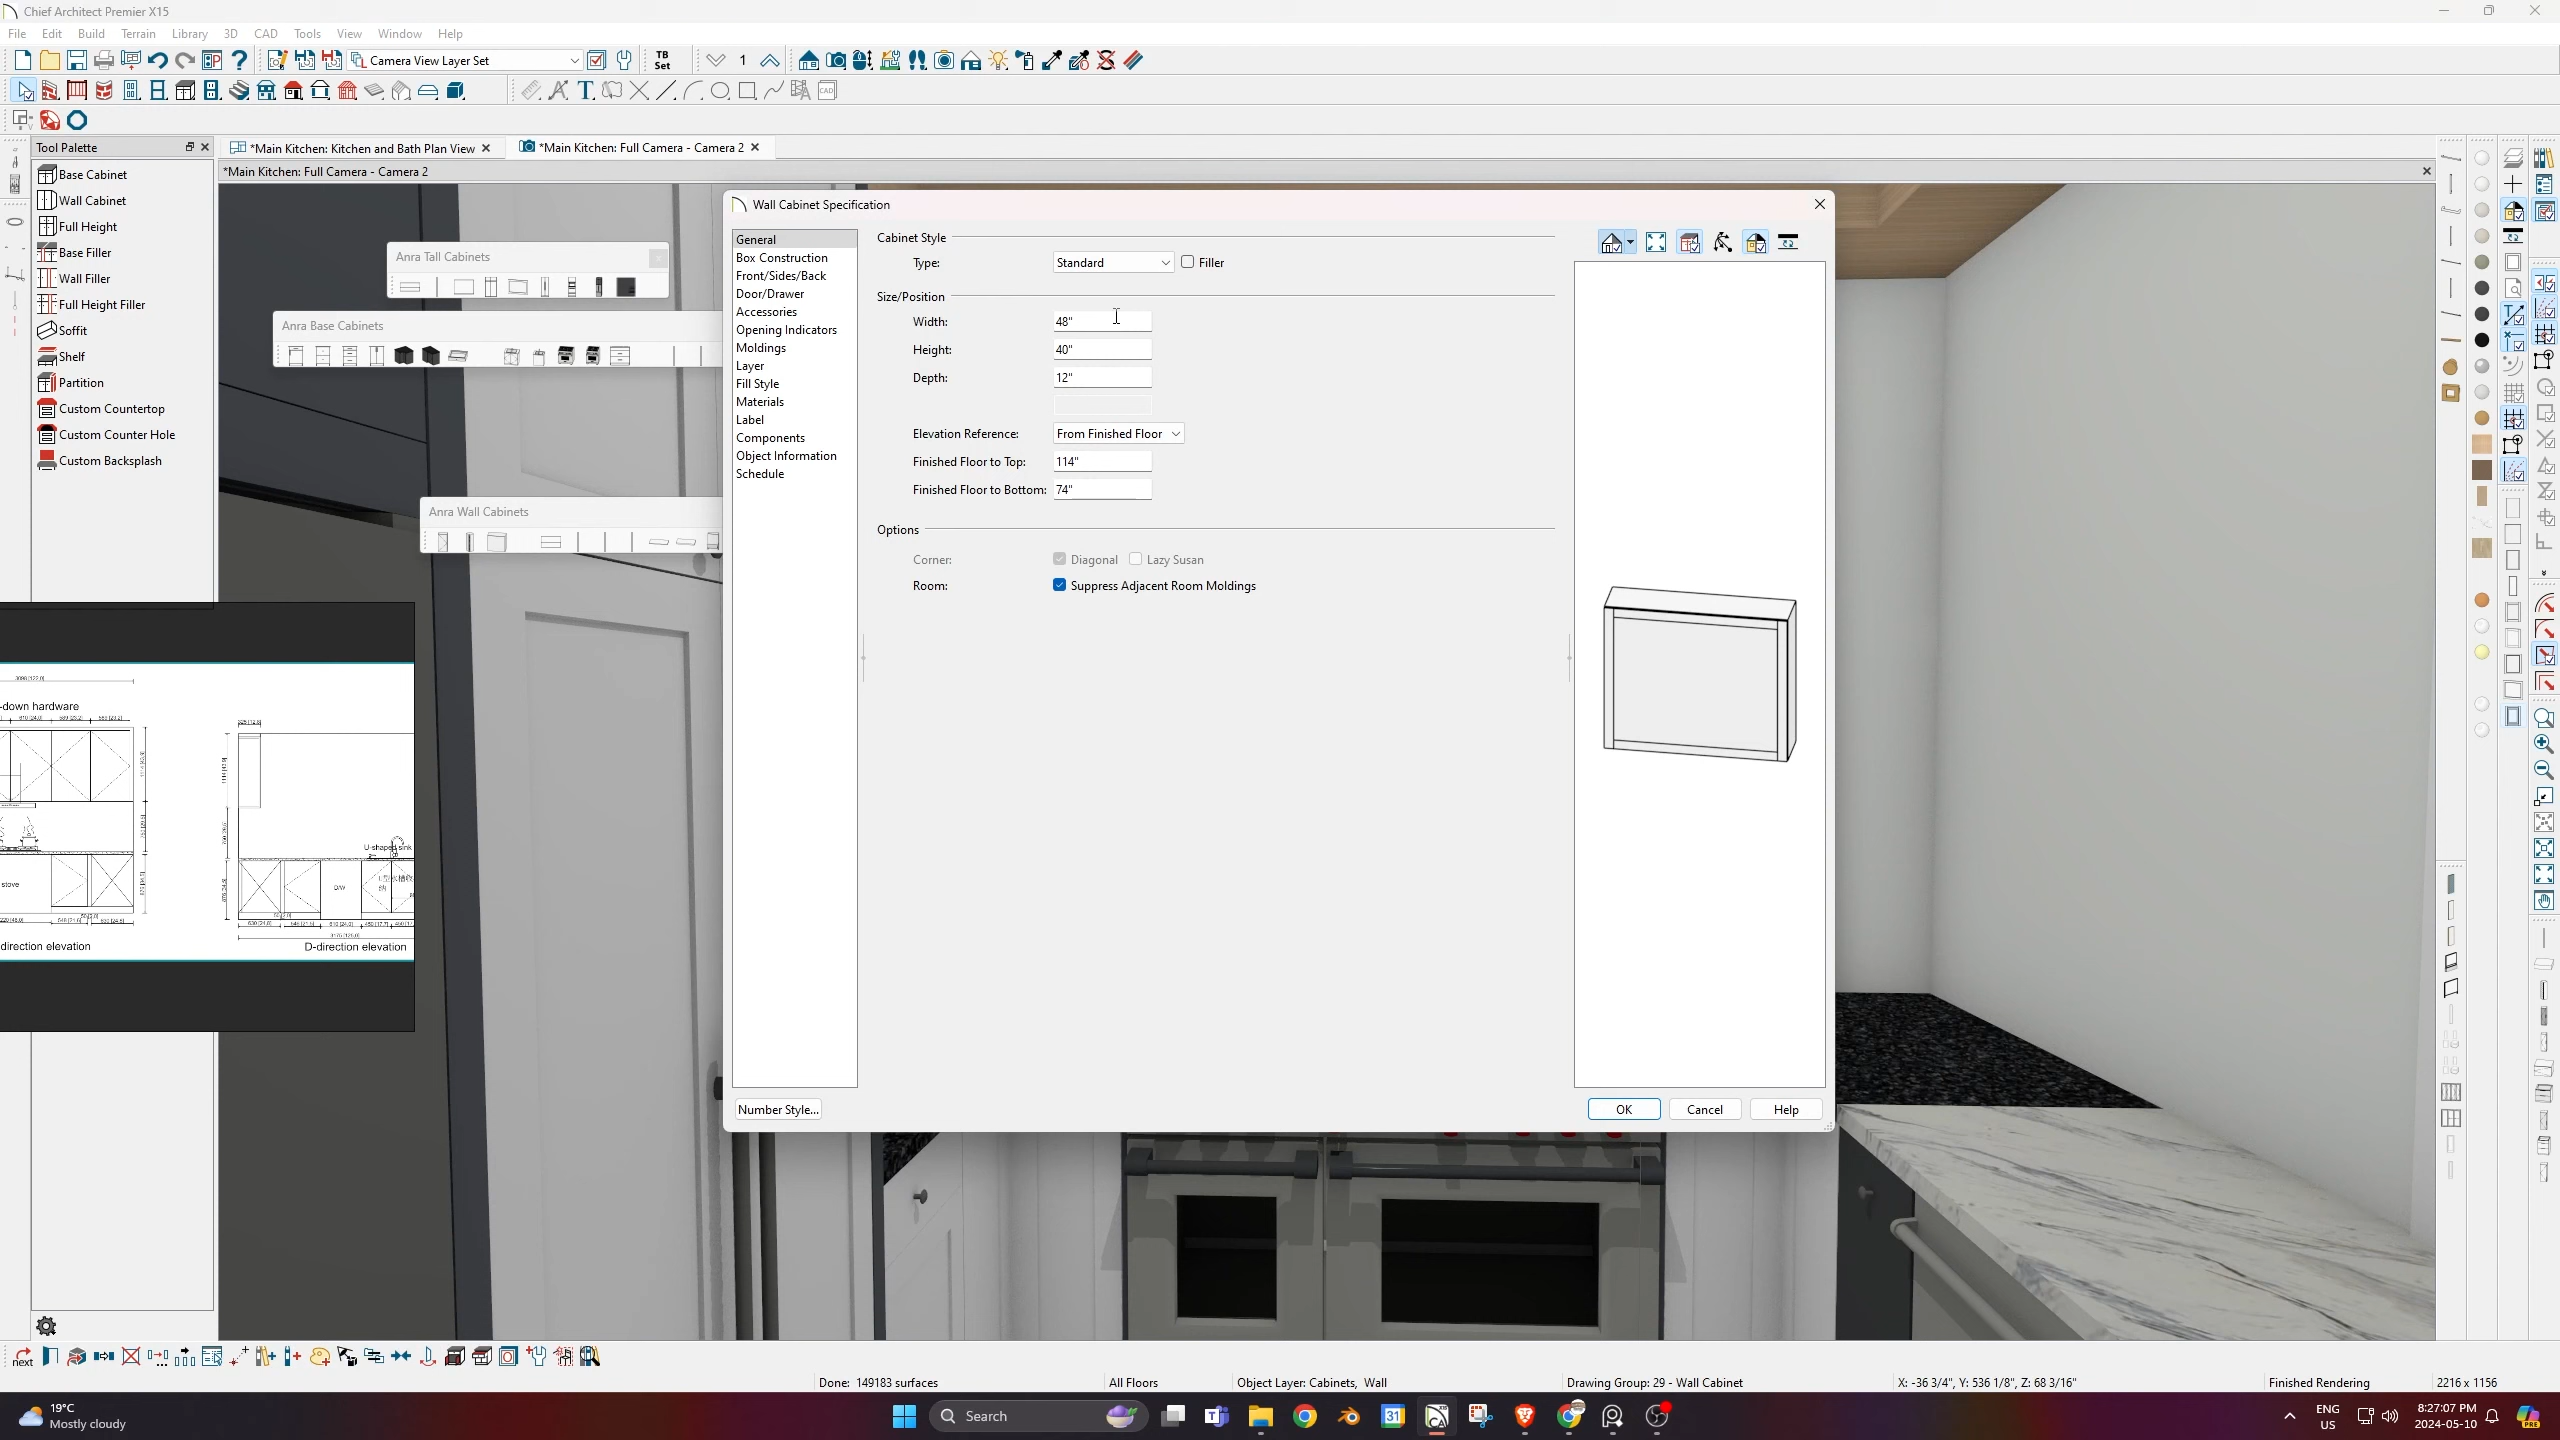 Chief Architect Premier X15
File Edit Build Terrain Library 3D CAD Tools View Window Help
Camera View Layer Set
TB Set
1
CAD
Tool Palette
Base Cabinet
Wall Cabinet
Full Height
Base Filler
Wall Filler
Full Height Filler
Soffit
Shelf
Partition
Custom Countertop
Custom Counter Hole
Custom Backsplash
*Main Kitchen: Kitchen and Bath Plan View
*Main Kitchen: Full Camera - Camera 2
*Main Kitchen: Full Camera - Camera 2
Anra Tall Cabinets
Anra Base Cabinets
Anra Wall Cabinets
Wall Cabinet Specification
General
Box Construction
Front/Sides/Back
Door/Drawer
Accessories
Opening Indicators
Moldings
Layer
Fill Style
Materials
Label
Components
Object Information
Schedule
Cabinet Style
Type: Standard Filler
Size/Position
Width: 48"
Height: 40"
Depth: 12"
Elevation Reference: From Finished Floor
Finished Floor to Top: 114"
Finished Floor to Bottom: 74"
Options
Corner: Diagonal Lazy Susan
Room: Suppress Adjacent Room Moldings
Number Style...
OK Cancel Help
-down hardware
U-shaped sink
D/W
stove
direction elevation
D-direction elevation
next
Done: 149183 surfaces
All Floors
Object Layer: Cabinets, Wall
Drawing Group: 29 - Wall Cabinet
X: -36 3/4", Y: 536 1/8", Z: 68 3/16"
Finished Rendering
2216 x 1156
19°C
Mostly cloudy
Search
31
ENG
US
8:27:07 PM
2024-05-10